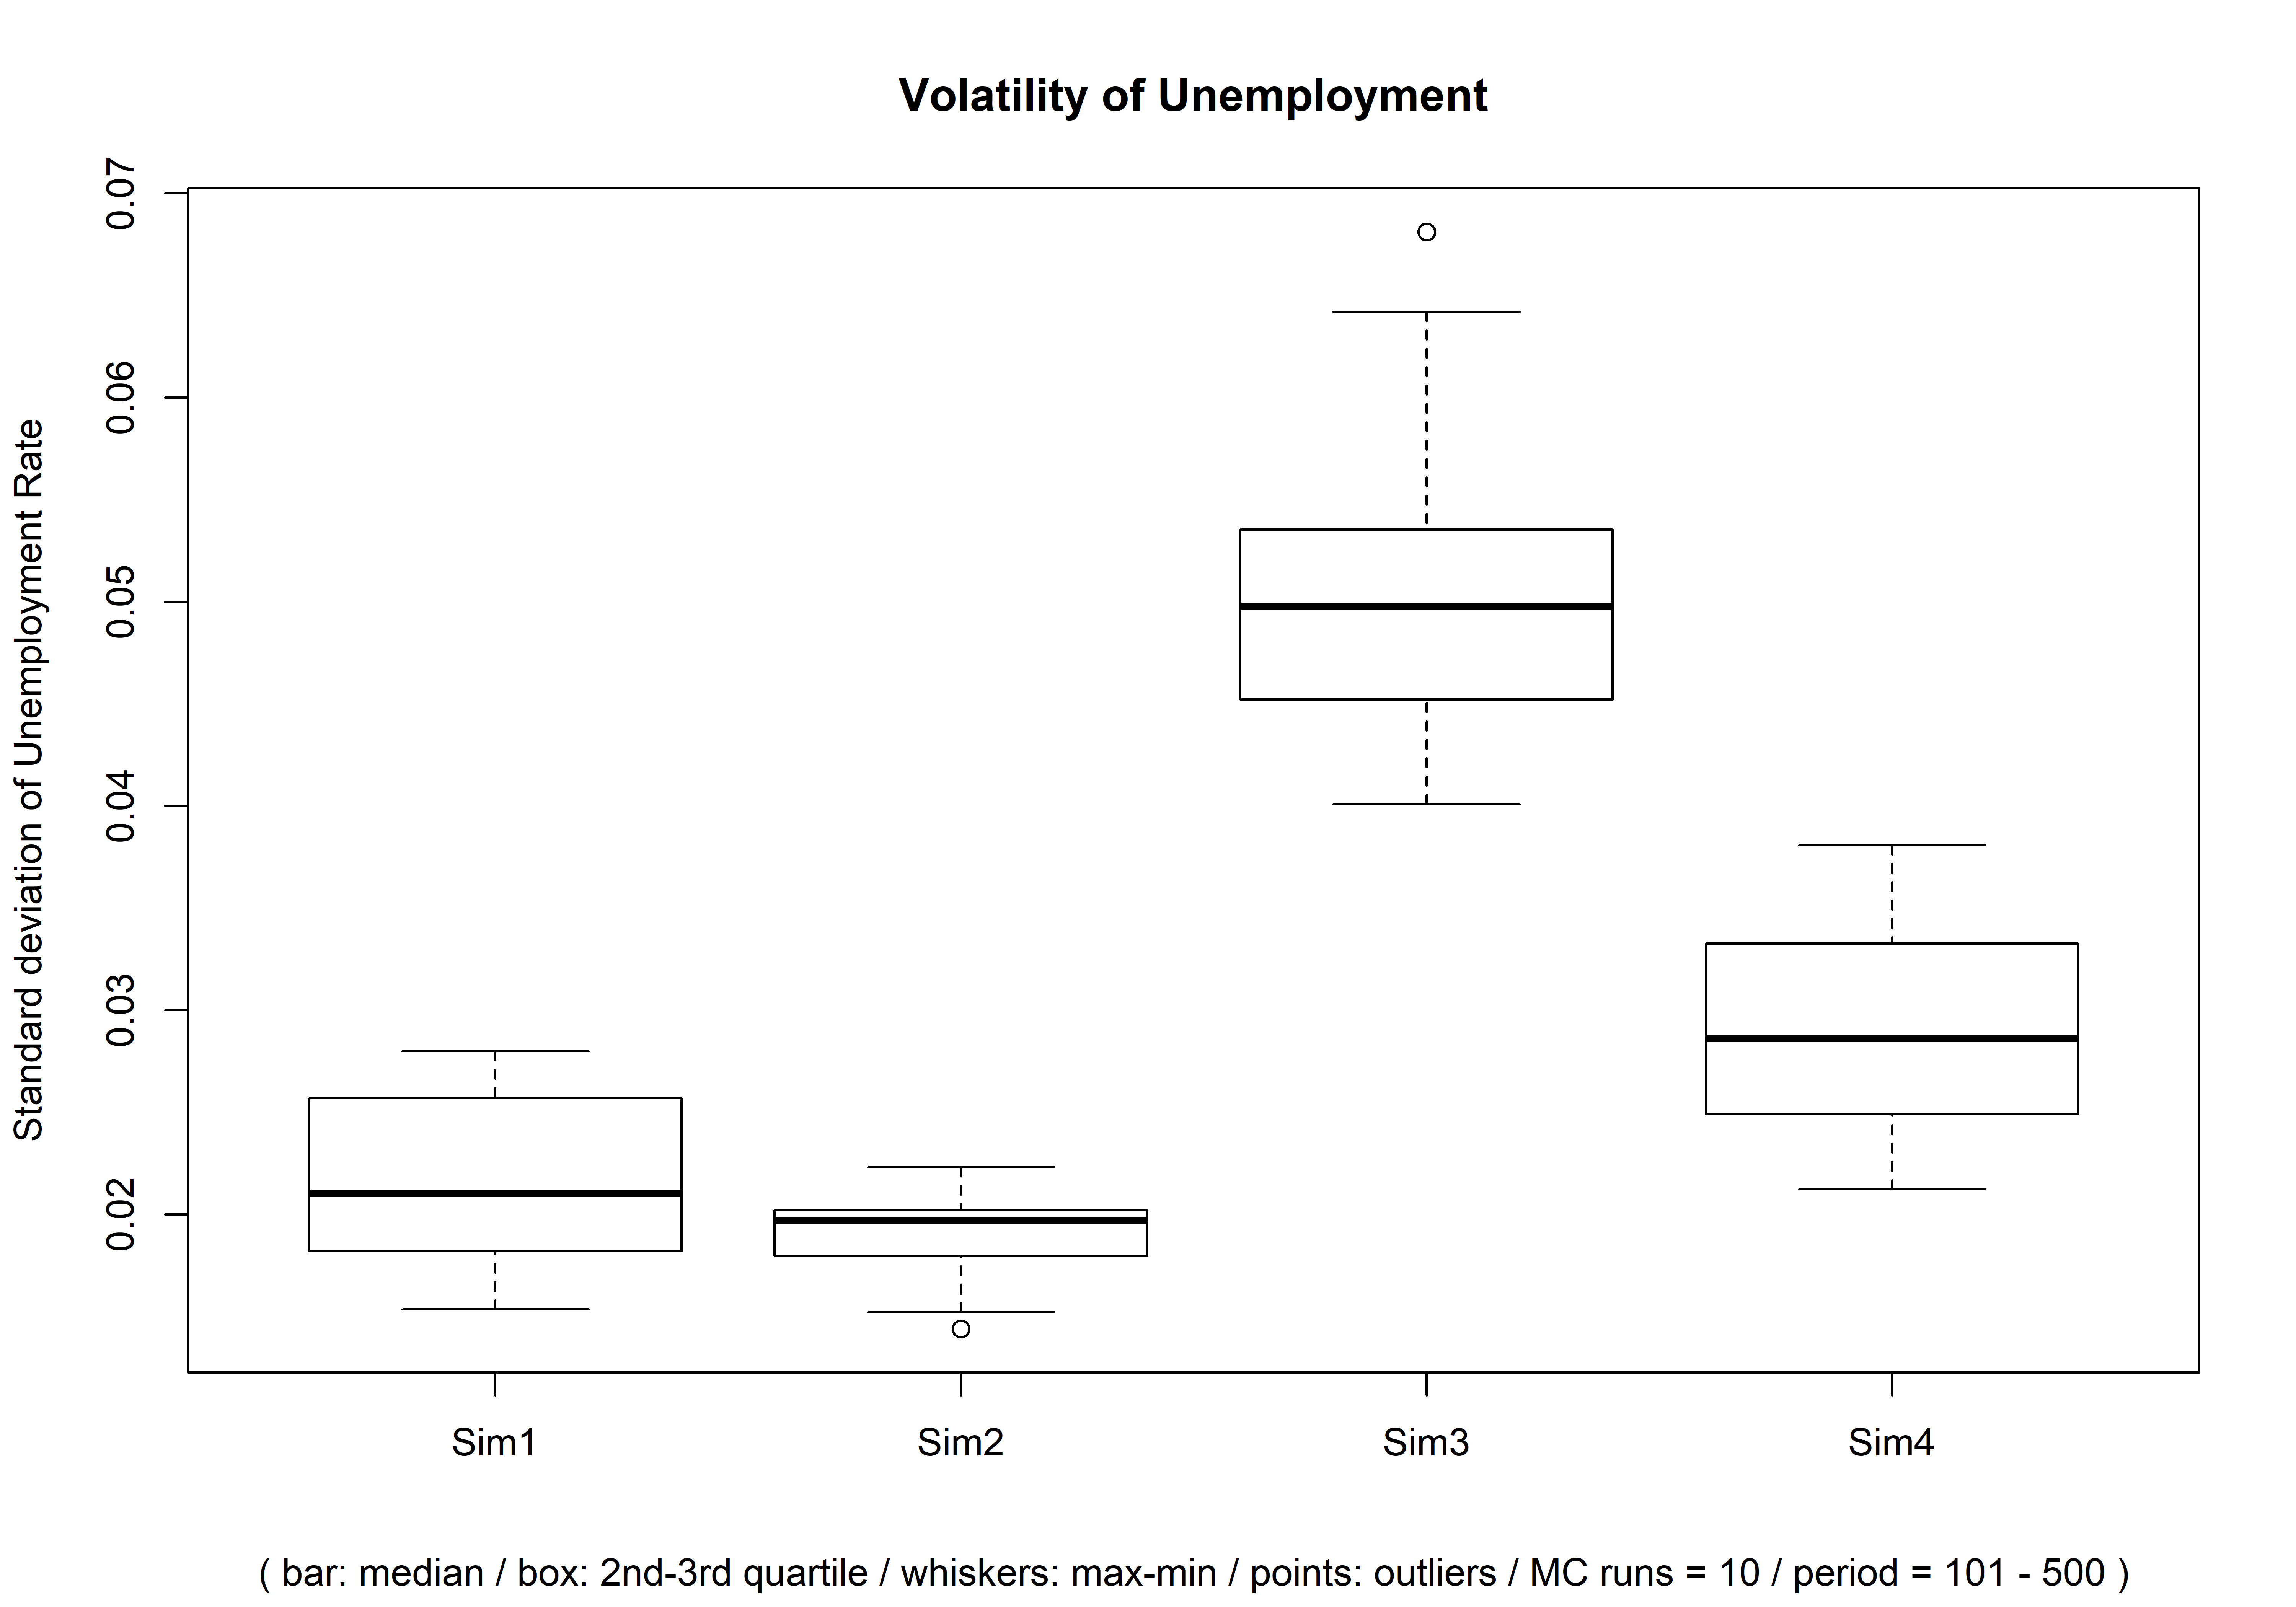 Volatility of Unemployment
Standard deviation of Unemployment Rate
0.07
0.06
0.05
0.04
0.03
0.02
Sim1 Sim2 Sim3 Sim4
( bar: median / box: 2nd-3rd quartile / whiskers: max-min / points: outliers / MC runs = 10 / period = 101 - 500 )